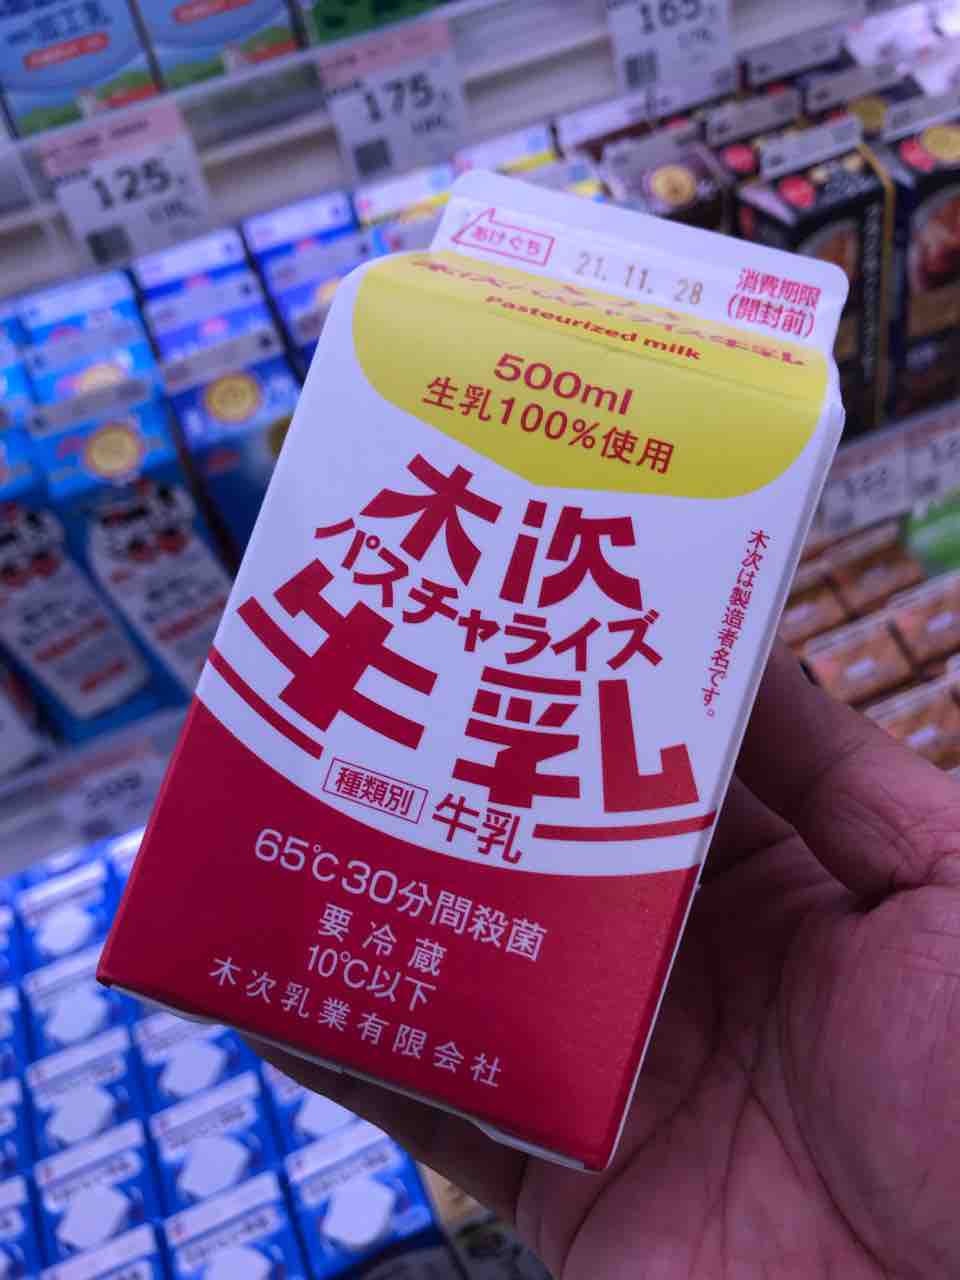 165
175
125
あけくち
21.11.28
消費期限
(開封前)
Pasteurized milk
500ml
生乳100%使用
木次
パスチャライズ
牛乳
木次は製造者名です。
種類別 牛乳
65℃30分間殺菌
要冷蔵
10℃以下
木次乳業有限会社